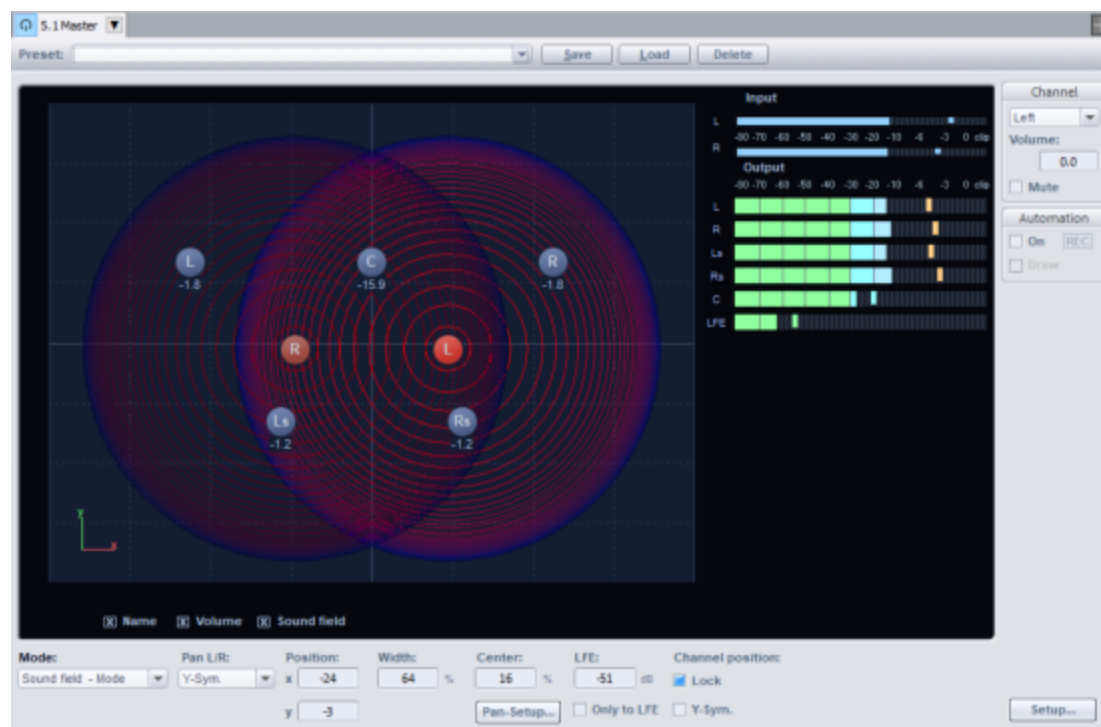 5.1 Master
Preset: Save Load Delete
Input
L
-80 -70 -60 -50 -40 -30 -20 -10 -6 -3 0 clip
R
Output
-80 -70 -60 -50 -40 -30 -20 -10 -6 -3 0 clip
L
R
Ls
Rs
C
LFE
Channel
Left
Volume:
0.0
Mute
Automation
On REC
Draw
L C R
-1.8 -15.9 -1.8
R L
Ls Rs
-1.2 -1.2
y
x
X Name X Volume X Sound field
Mode: Pan L/R: Position: Width: Center: LFE: Channel position:
Sound field - Mode Y-Sym. x -24 64 % 16 % -51 dB Lock
y -3 Pan-Setup... Only to LFE Y-Sym. Setup...